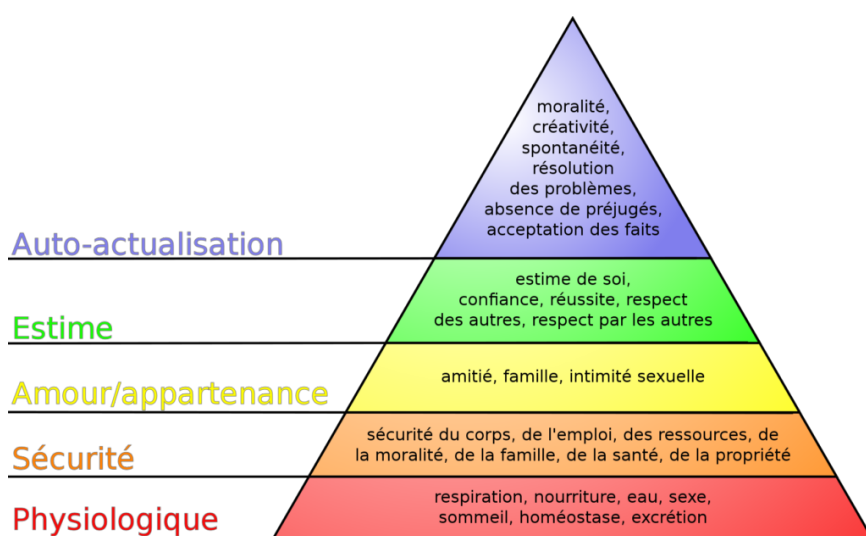 moralité,
créativité,
spontanéité,
résolution
des problèmes,
absence de préjugés,
acceptation des faits
Auto-actualisation
estime de soi,
confiance, réussite, respect
des autres, respect par les autres
Estime
amitié, famille, intimité sexuelle
Amour/appartenance
sécurité du corps, de l'emploi, des ressources, de
la moralité, de la famille, de la santé, de la propriété
Sécurité
respiration, nourriture, eau, sexe,
sommeil, homéostase, excrétion
Physiologique